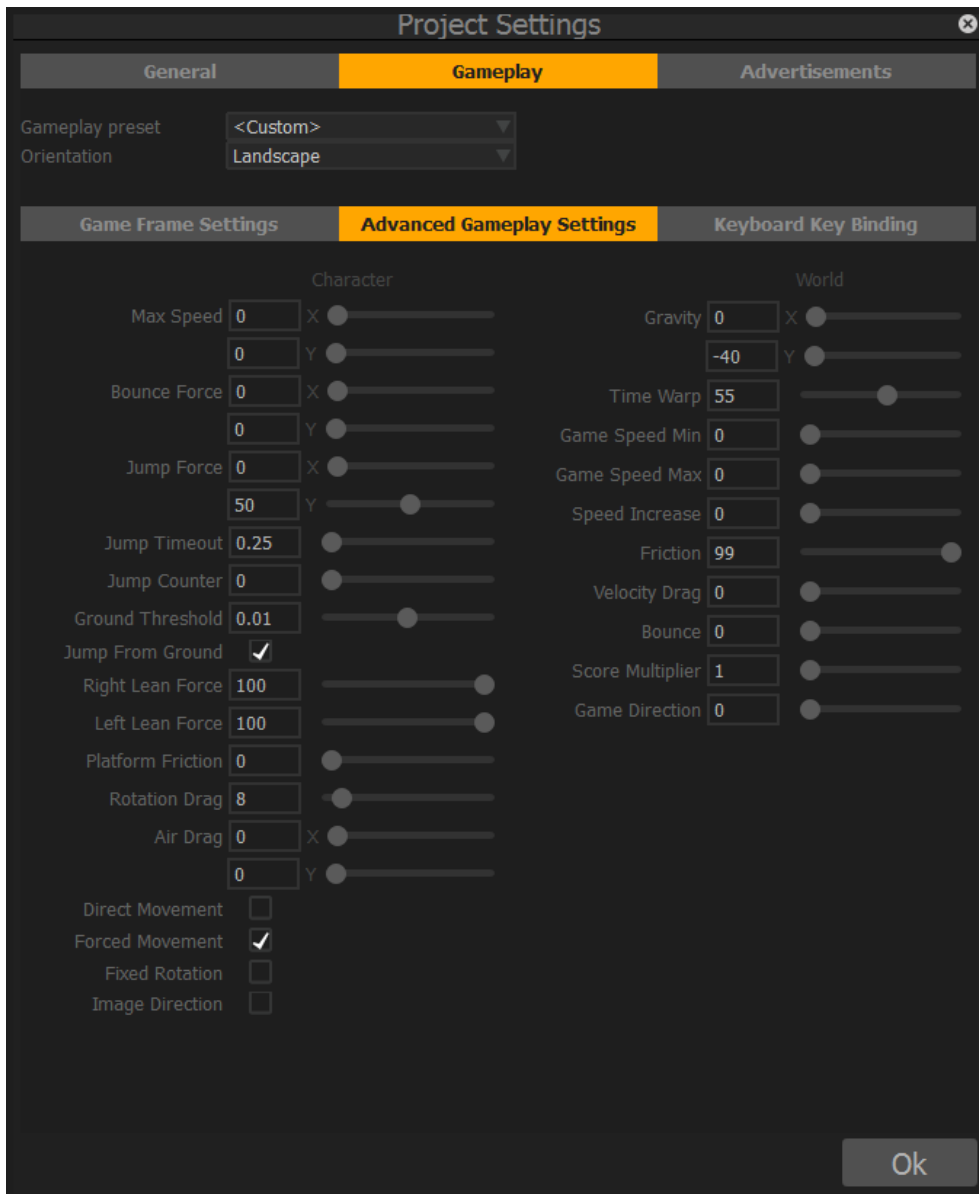 Project Settings
General Gameplay Advertisements
Gameplay preset <Custom>
Orientation Landscape
Game Frame Settings Advanced Gameplay Settings Keyboard Key Binding
Character
Max Speed 0 X
0 Y
Bounce Force 0 X
0 Y
Jump Force 0 X
50 Y
Jump Timeout 0.25
Jump Counter 0
Ground Threshold 0.01
Jump From Ground
Right Lean Force 100
Left Lean Force 100
Platform Friction 0
Rotation Drag 8
Air Drag 0 X
0 Y
Direct Movement
Forced Movement
Fixed Rotation
Image Direction
World
Gravity 0 X
-40 Y
Time Warp 55
Game Speed Min 0
Game Speed Max 0
Speed Increase 0
Friction 99
Velocity Drag 0
Bounce 0
Score Multiplier 1
Game Direction 0
Ok